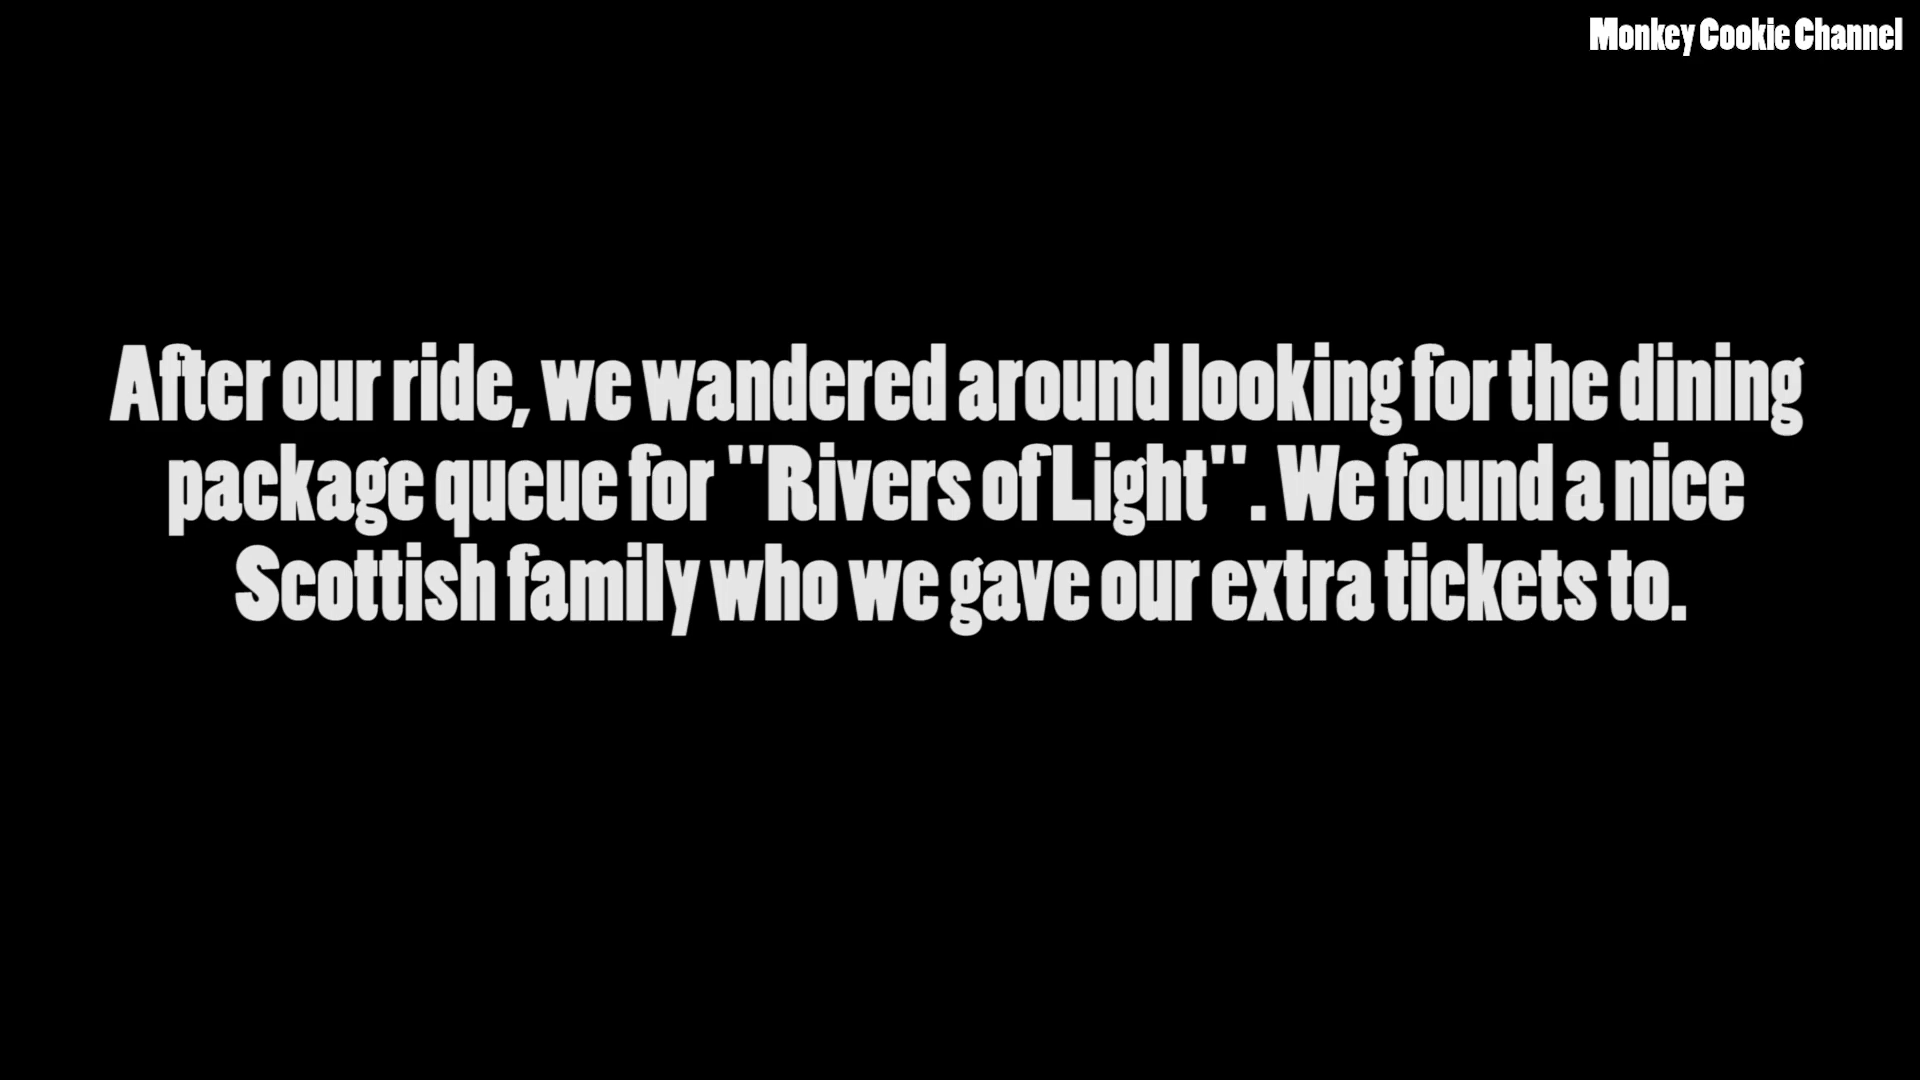 Monkey Cookie Channel
After our ride, we wandered around looking for the dining
package queue for "Rivers of Light". We found a nice
Scottish family who we gave our extra tickets to.